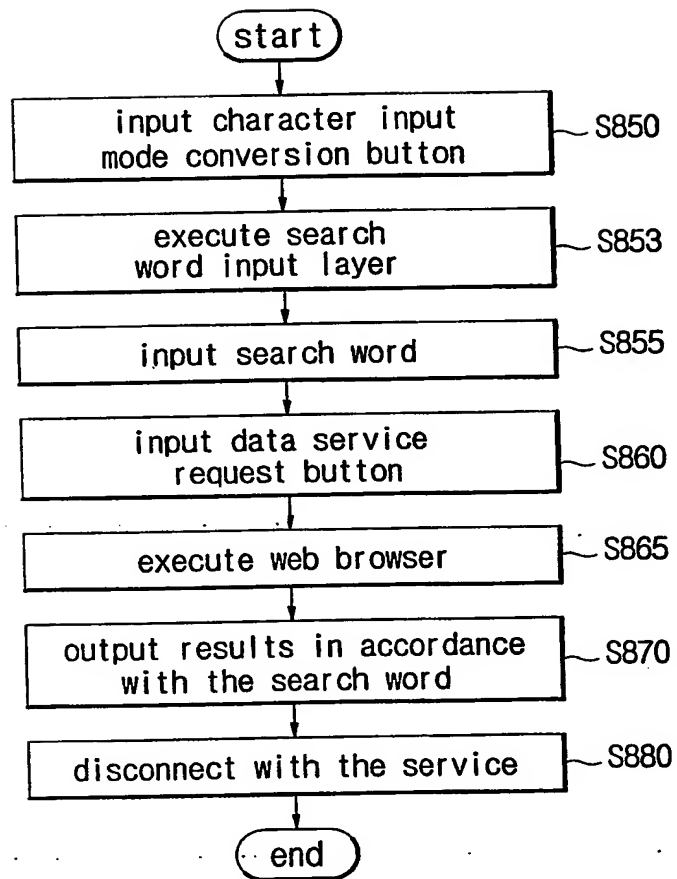 start
input character input
mode conversion button
S850
execute search
word input layer
S853
input search word
S855
input data service
request button
S860
execute web browser
S865
output results in accordance
with the search word
S870
disconnect with the service
S880
end